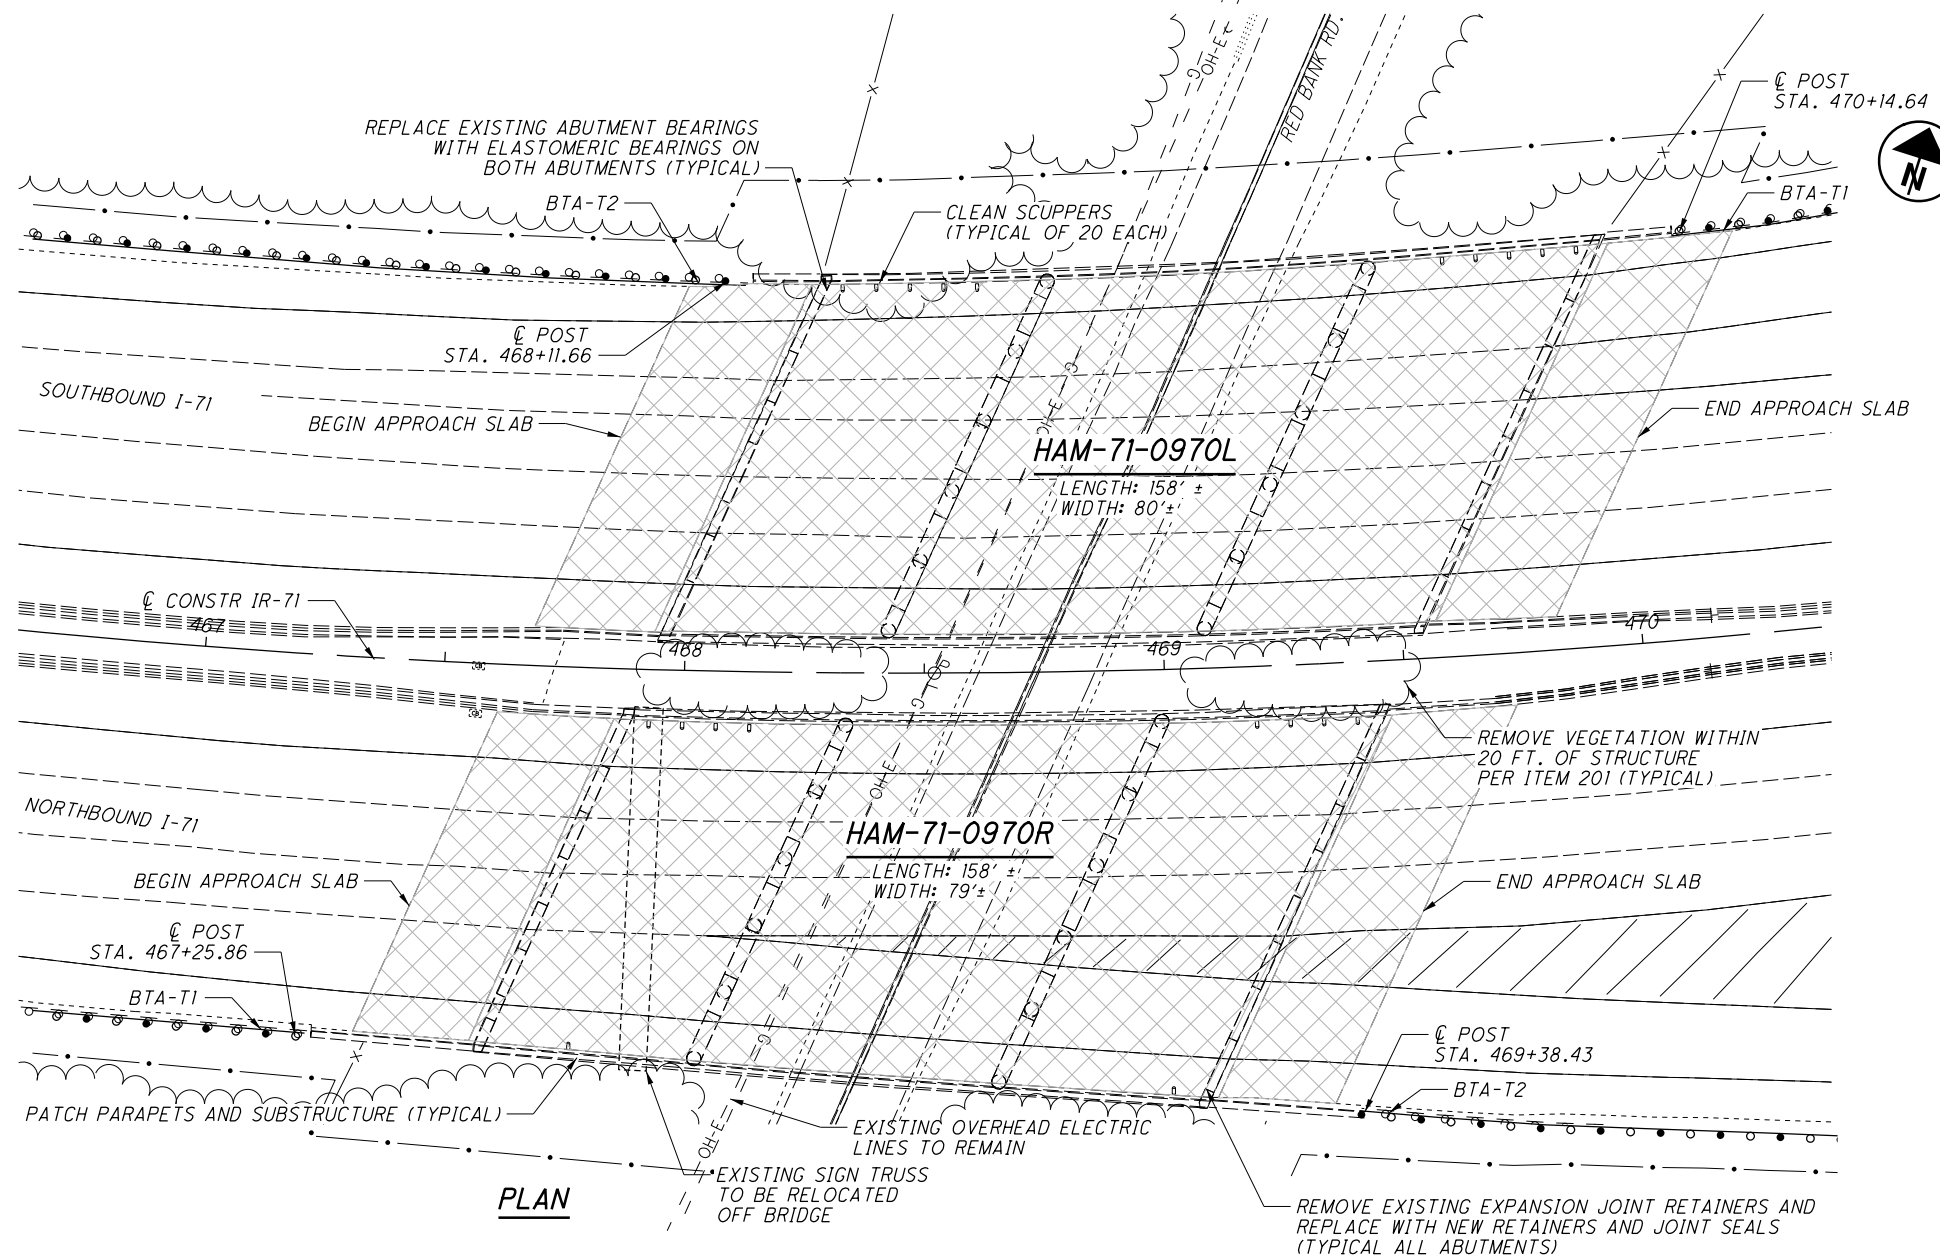 RED BANK RD.
OH-E
G
℄ POST
STA. 470+14.64
N
REPLACE EXISTING ABUTMENT BEARINGS
WITH ELASTOMERIC BEARINGS ON
BOTH ABUTMENTS (TYPICAL)
BTA-T2
CLEAN SCUPPERS
(TYPICAL OF 20 EACH)
BTA-T1
℄ POST
STA. 468+11.66
SOUTHBOUND I-71
BEGIN APPROACH SLAB
G
OH-E
HAM-71-0970L
LENGTH: 158' ±
WIDTH: 80'±
END APPROACH SLAB
℄ CONSTR IR-71
467
468
469
470
G
REMOVE VEGETATION WITHIN
20 FT. OF STRUCTURE
PER ITEM 201 (TYPICAL)
NORTHBOUND I-71
OH-E
HAM-71-0970R
LENGTH: 158' ±
WIDTH: 79'±
BEGIN APPROACH SLAB
END APPROACH SLAB
℄ POST
STA. 467+25.86
BTA-T1
G
℄ POST
STA. 469+38.43
BTA-T2
PATCH PARAPETS AND SUBSTRUCTURE (TYPICAL)
OH-E
EXISTING OVERHEAD ELECTRIC
LINES TO REMAIN
EXISTING SIGN TRUSS
TO BE RELOCATED
OFF BRIDGE
PLAN
REMOVE EXISTING EXPANSION JOINT RETAINERS AND
REPLACE WITH NEW RETAINERS AND JOINT SEALS
(TYPICAL ALL ABUTMENTS)